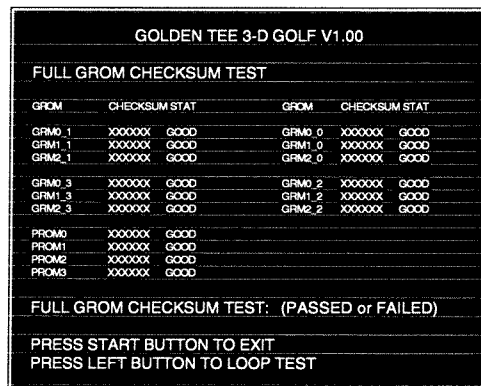 GOLDEN TEE 3-D GOLF V1.00
FULL GROM CHECKSUM TEST
GROM CHECKSUM STAT GROM CHECKSUM STAT
GRM0_1 XXXXXX GOOD GRM0_0 XXXXXX GOOD
GRM1_1 XXXXXX GOOD GRM1_0 XXXXXX GOOD
GRM2_1 XXXXXX GOOD GRM2_0 XXXXXX GOOD
GRM0_3 XXXXXX GOOD GRM0_2 XXXXXX GOOD
GRM1_3 XXXXXX GOOD GRM1_2 XXXXXX GOOD
GRM2_3 XXXXXX GOOD GRM2_2 XXXXXX GOOD
PROM0 XXXXXX GOOD
PROM1 XXXXXX GOOD
PROM2 XXXXXX GOOD
PROM3 XXXXXX GOOD
FULL GROM CHECKSUM TEST: (PASSED or FAILED)
PRESS START BUTTON TO EXIT
PRESS LEFT BUTTON TO LOOP TEST